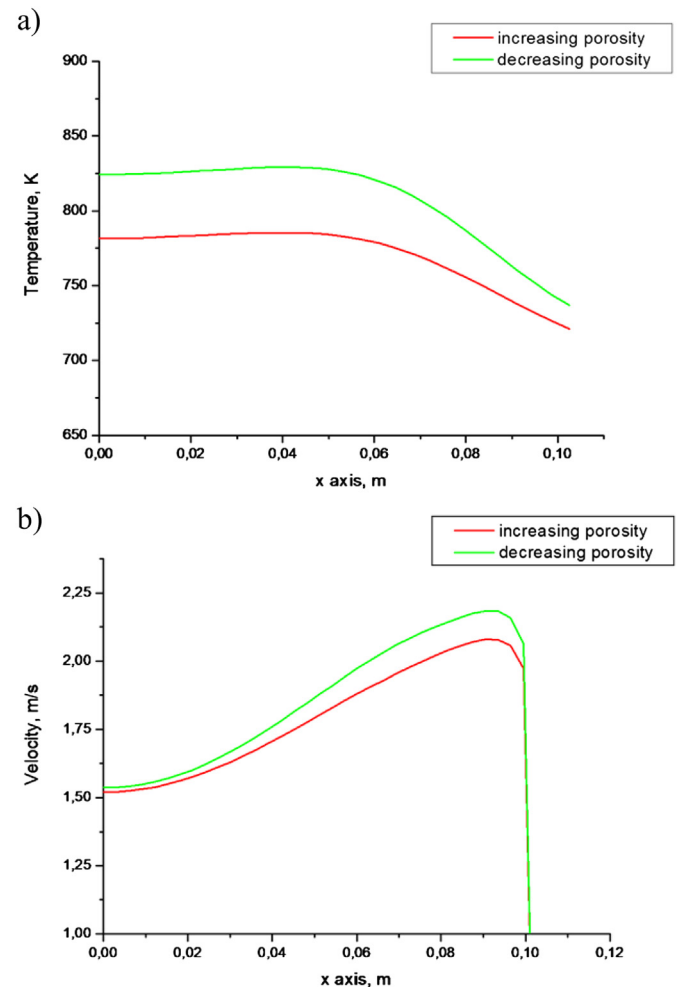 a)
increasing porosity
decreasing porosity
900
850
800
750
700
650
Temperature, K
0,00 0,02 0,04 0,06 0,08 0,10
x axis, m
b)
increasing porosity
decreasing porosity
2,25
2,00
1,75
1,50
1,25
1,00
Velocity, m/s
0,00 0,02 0,04 0,06 0,08 0,10 0,12
x axis, m